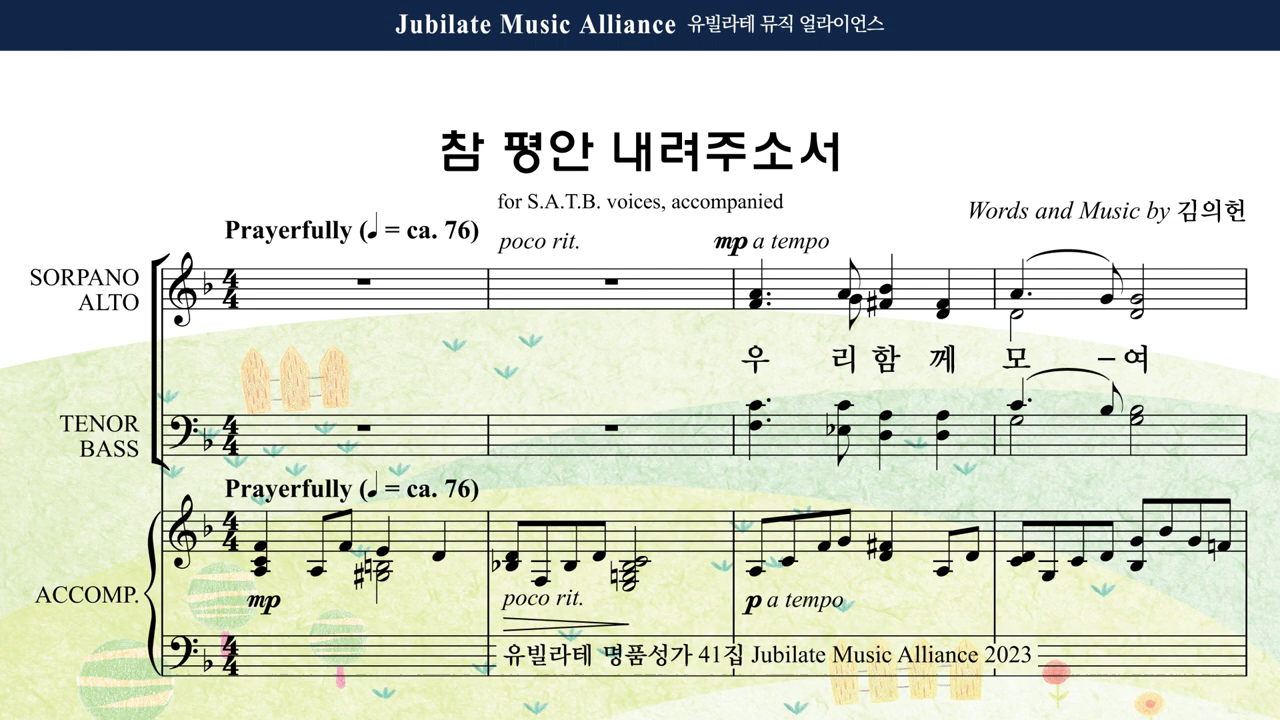 Jubilate Music Alliance 유빌라테 뮤직 얼라이언스
참 평안 내려주소서
for S.A.T.B. voices, accompanied
Words and Music by 김의헌
Prayerfully (♩ = ca. 76)
poco rit.
mp a tempo
SORPANO
ALTO
우 리 함 께 모 – 여
TENOR
BASS
Prayerfully (♩ = ca. 76)
ACCOMP.
mp
poco rit.
p a tempo
유빌라테 명품성가 41집 Jubilate Music Alliance 2023